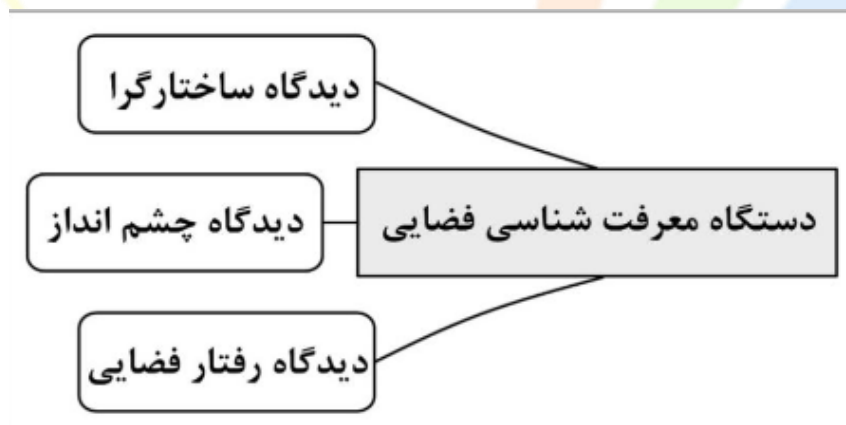 دیدگاه ساختارگرا
دستگاه معرفت شناسی فضایی
دیدگاه چشم انداز
دیدگاه رفتار فضایی